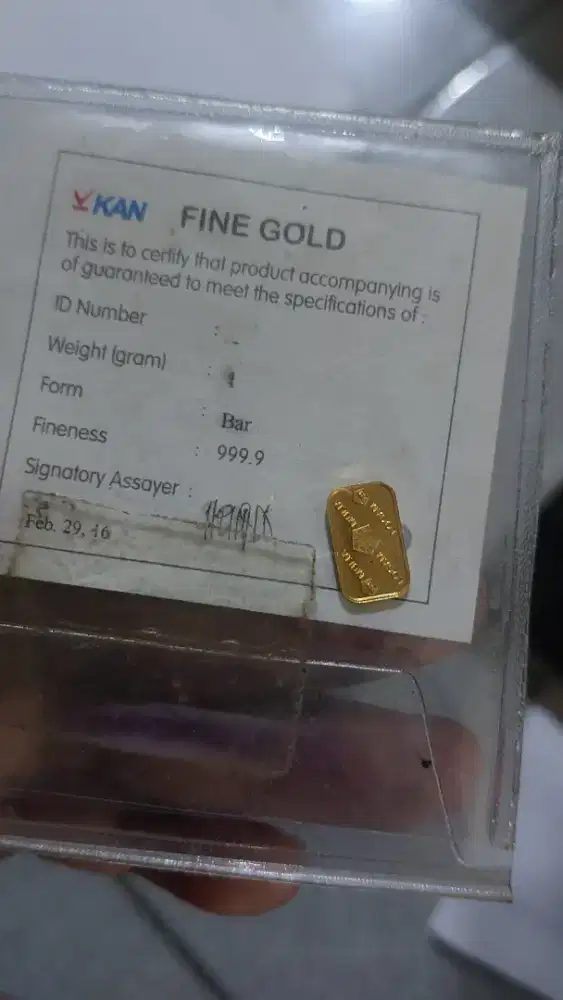 KAN FINE GOLD
This is to certify that product accompanying is
of guaranteed to meet the specifications of :
ID Number : -
Weight (gram) : 1
Form : Bar
Fineness : 999.9
Signatory Assayer :
Feb. 29, 16